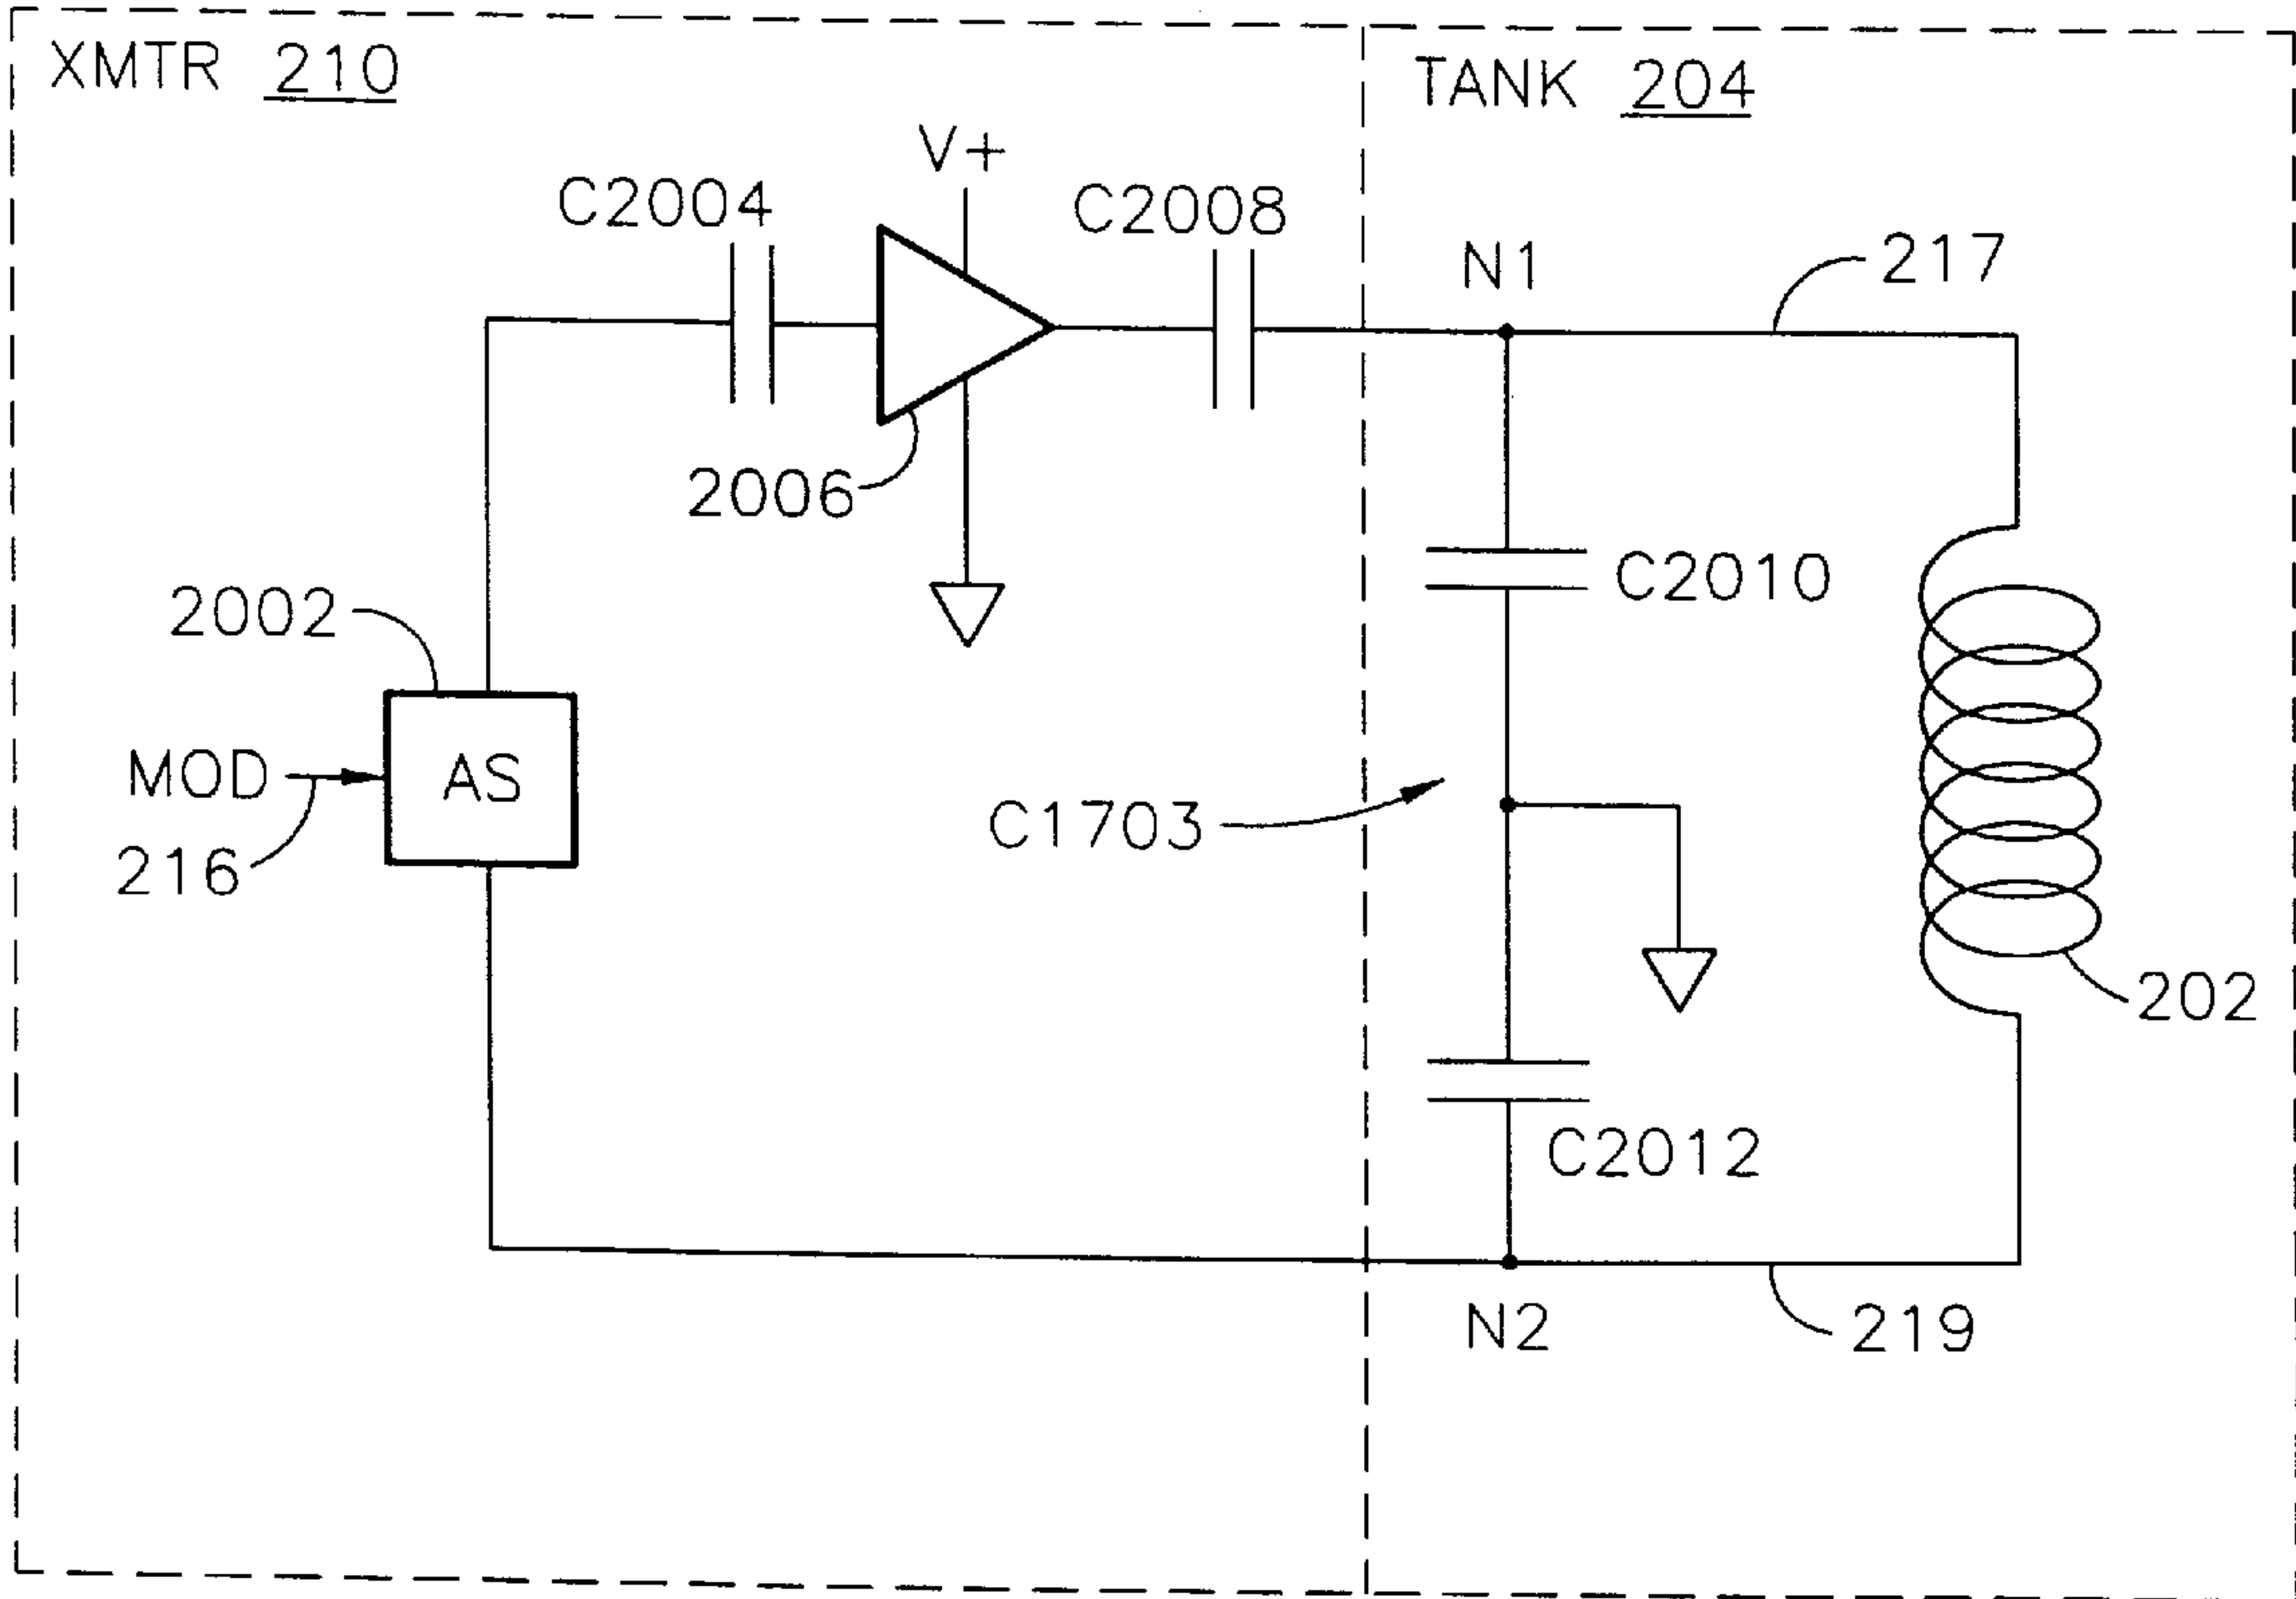 XMTR 210
TANK 204
V+
C2004
C2008
N1
217
2006
C2010
2002
MOD
AS
C1703
216
202
C2012
N2
219